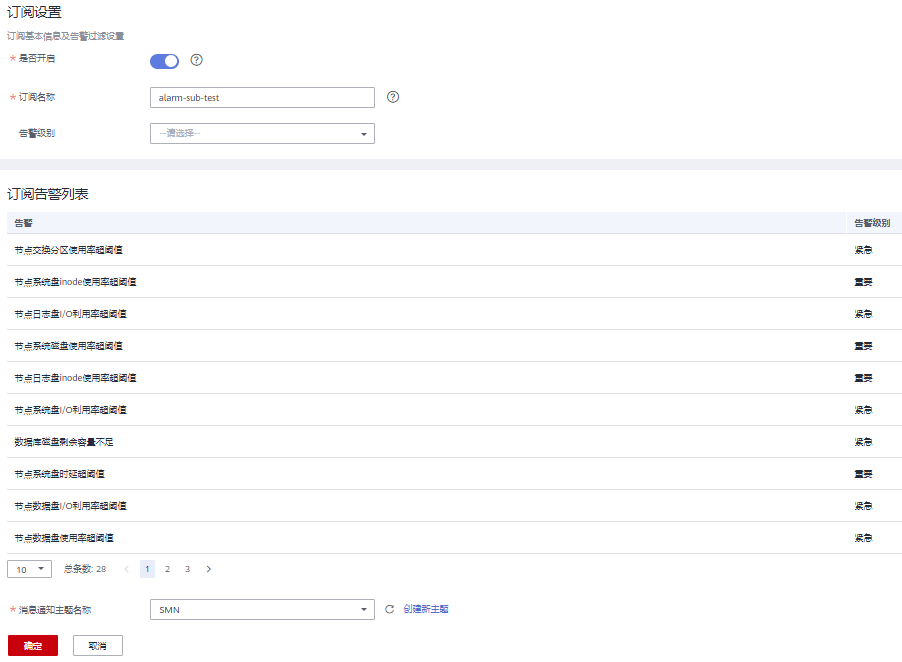 订阅设置
订阅基本信息及告警过滤设置
* 是否开启
* 订阅名称 alarm-sub-test
告警级别 --请选择--
订阅告警列表
告警 告警级别
节点交换分区使用率超阈值 紧急
节点系统盘inode使用率超阈值 重要
节点日志盘I/O利用率超阈值 紧急
节点系统磁盘使用率超阈值 重要
节点日志盘inode使用率超阈值 重要
节点系统盘I/O利用率超阈值 紧急
数据库磁盘剩余容量不足 紧急
节点系统盘时延超阈值 重要
节点数据盘I/O利用率超阈值 紧急
节点数据盘使用率超阈值 紧急
10 总条数: 28 < 1 2 3 >
* 消息通知主题名称 SMN 创建新主题
确定 取消